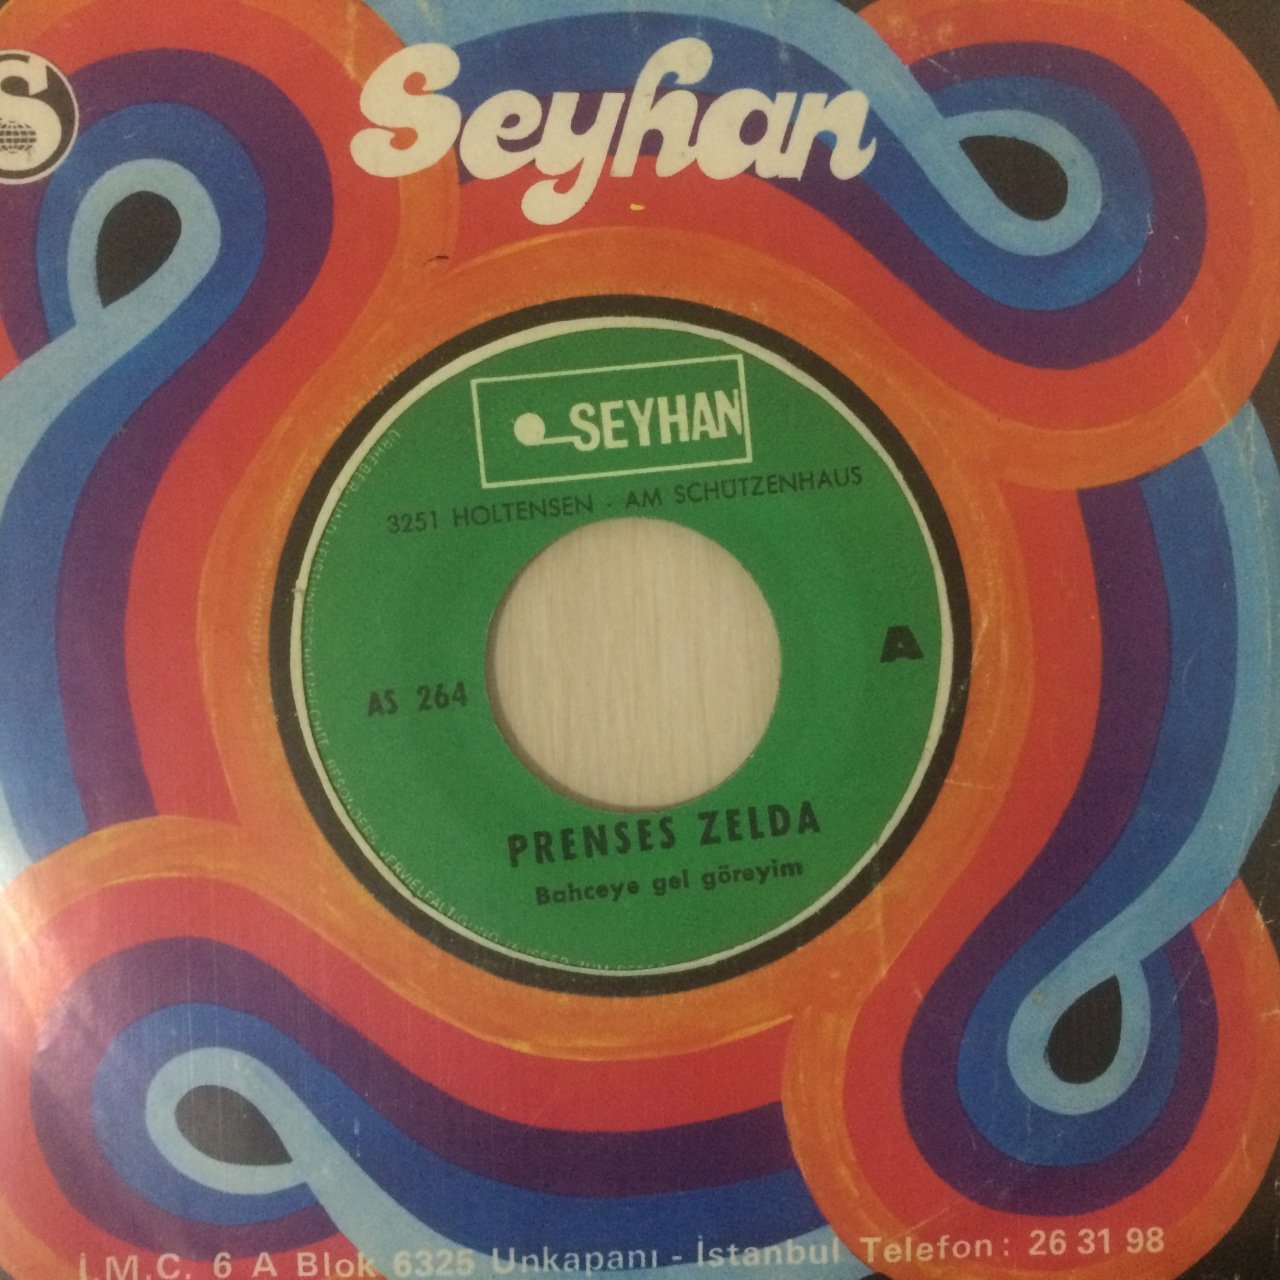 Seyhan
S
SEYHAN
3251 HOLTENSEN - AM SCHÜTZENHAUS
AS 264
A
PRENSES ZELDA
Bahceye gel göreyim
VERVIELFÄLTIGUNG
İ.M.C. 6 A Blok 6325 Unkapanı - İstanbul Telefon: 26 31 98